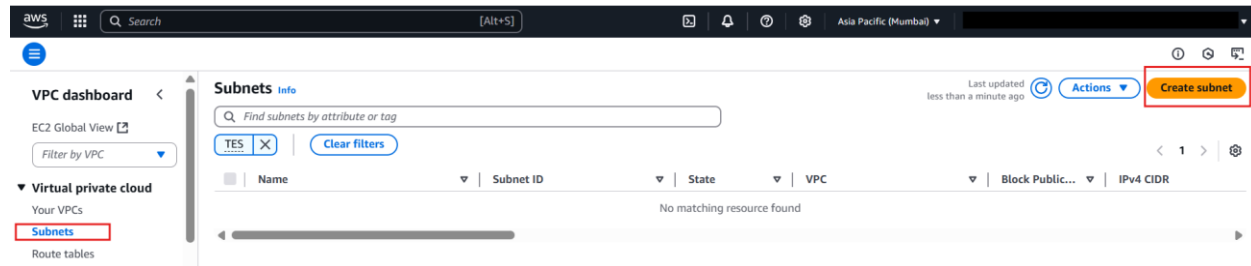 aws Search [Alt+S] Asia Pacific (Mumbai)
VPC dashboard
EC2 Global View
Filter by VPC
Virtual private cloud
Your VPCs
Subnets
Route tables
Subnets Info
Last updated
less than a minute ago
Actions
Create subnet
Find subnets by attribute or tag
TES Clear filters
1
Name Subnet ID State VPC Block Public... IPv4 CIDR
No matching resource found